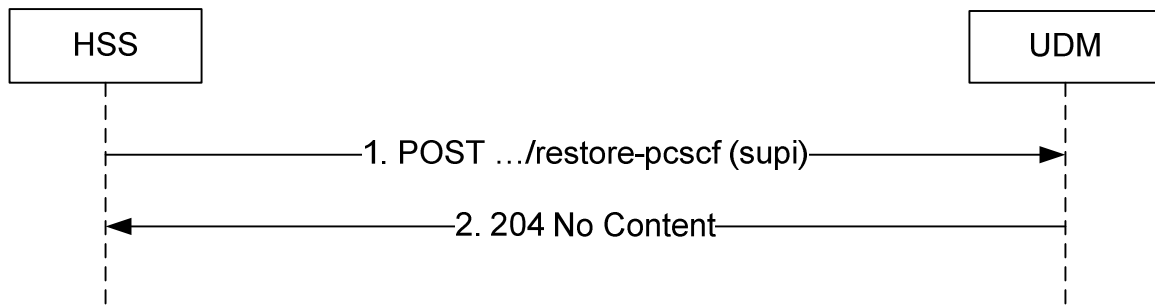 HSS
UDM
1. POST …/restore-pcscf (supi)
2. 204 No Content